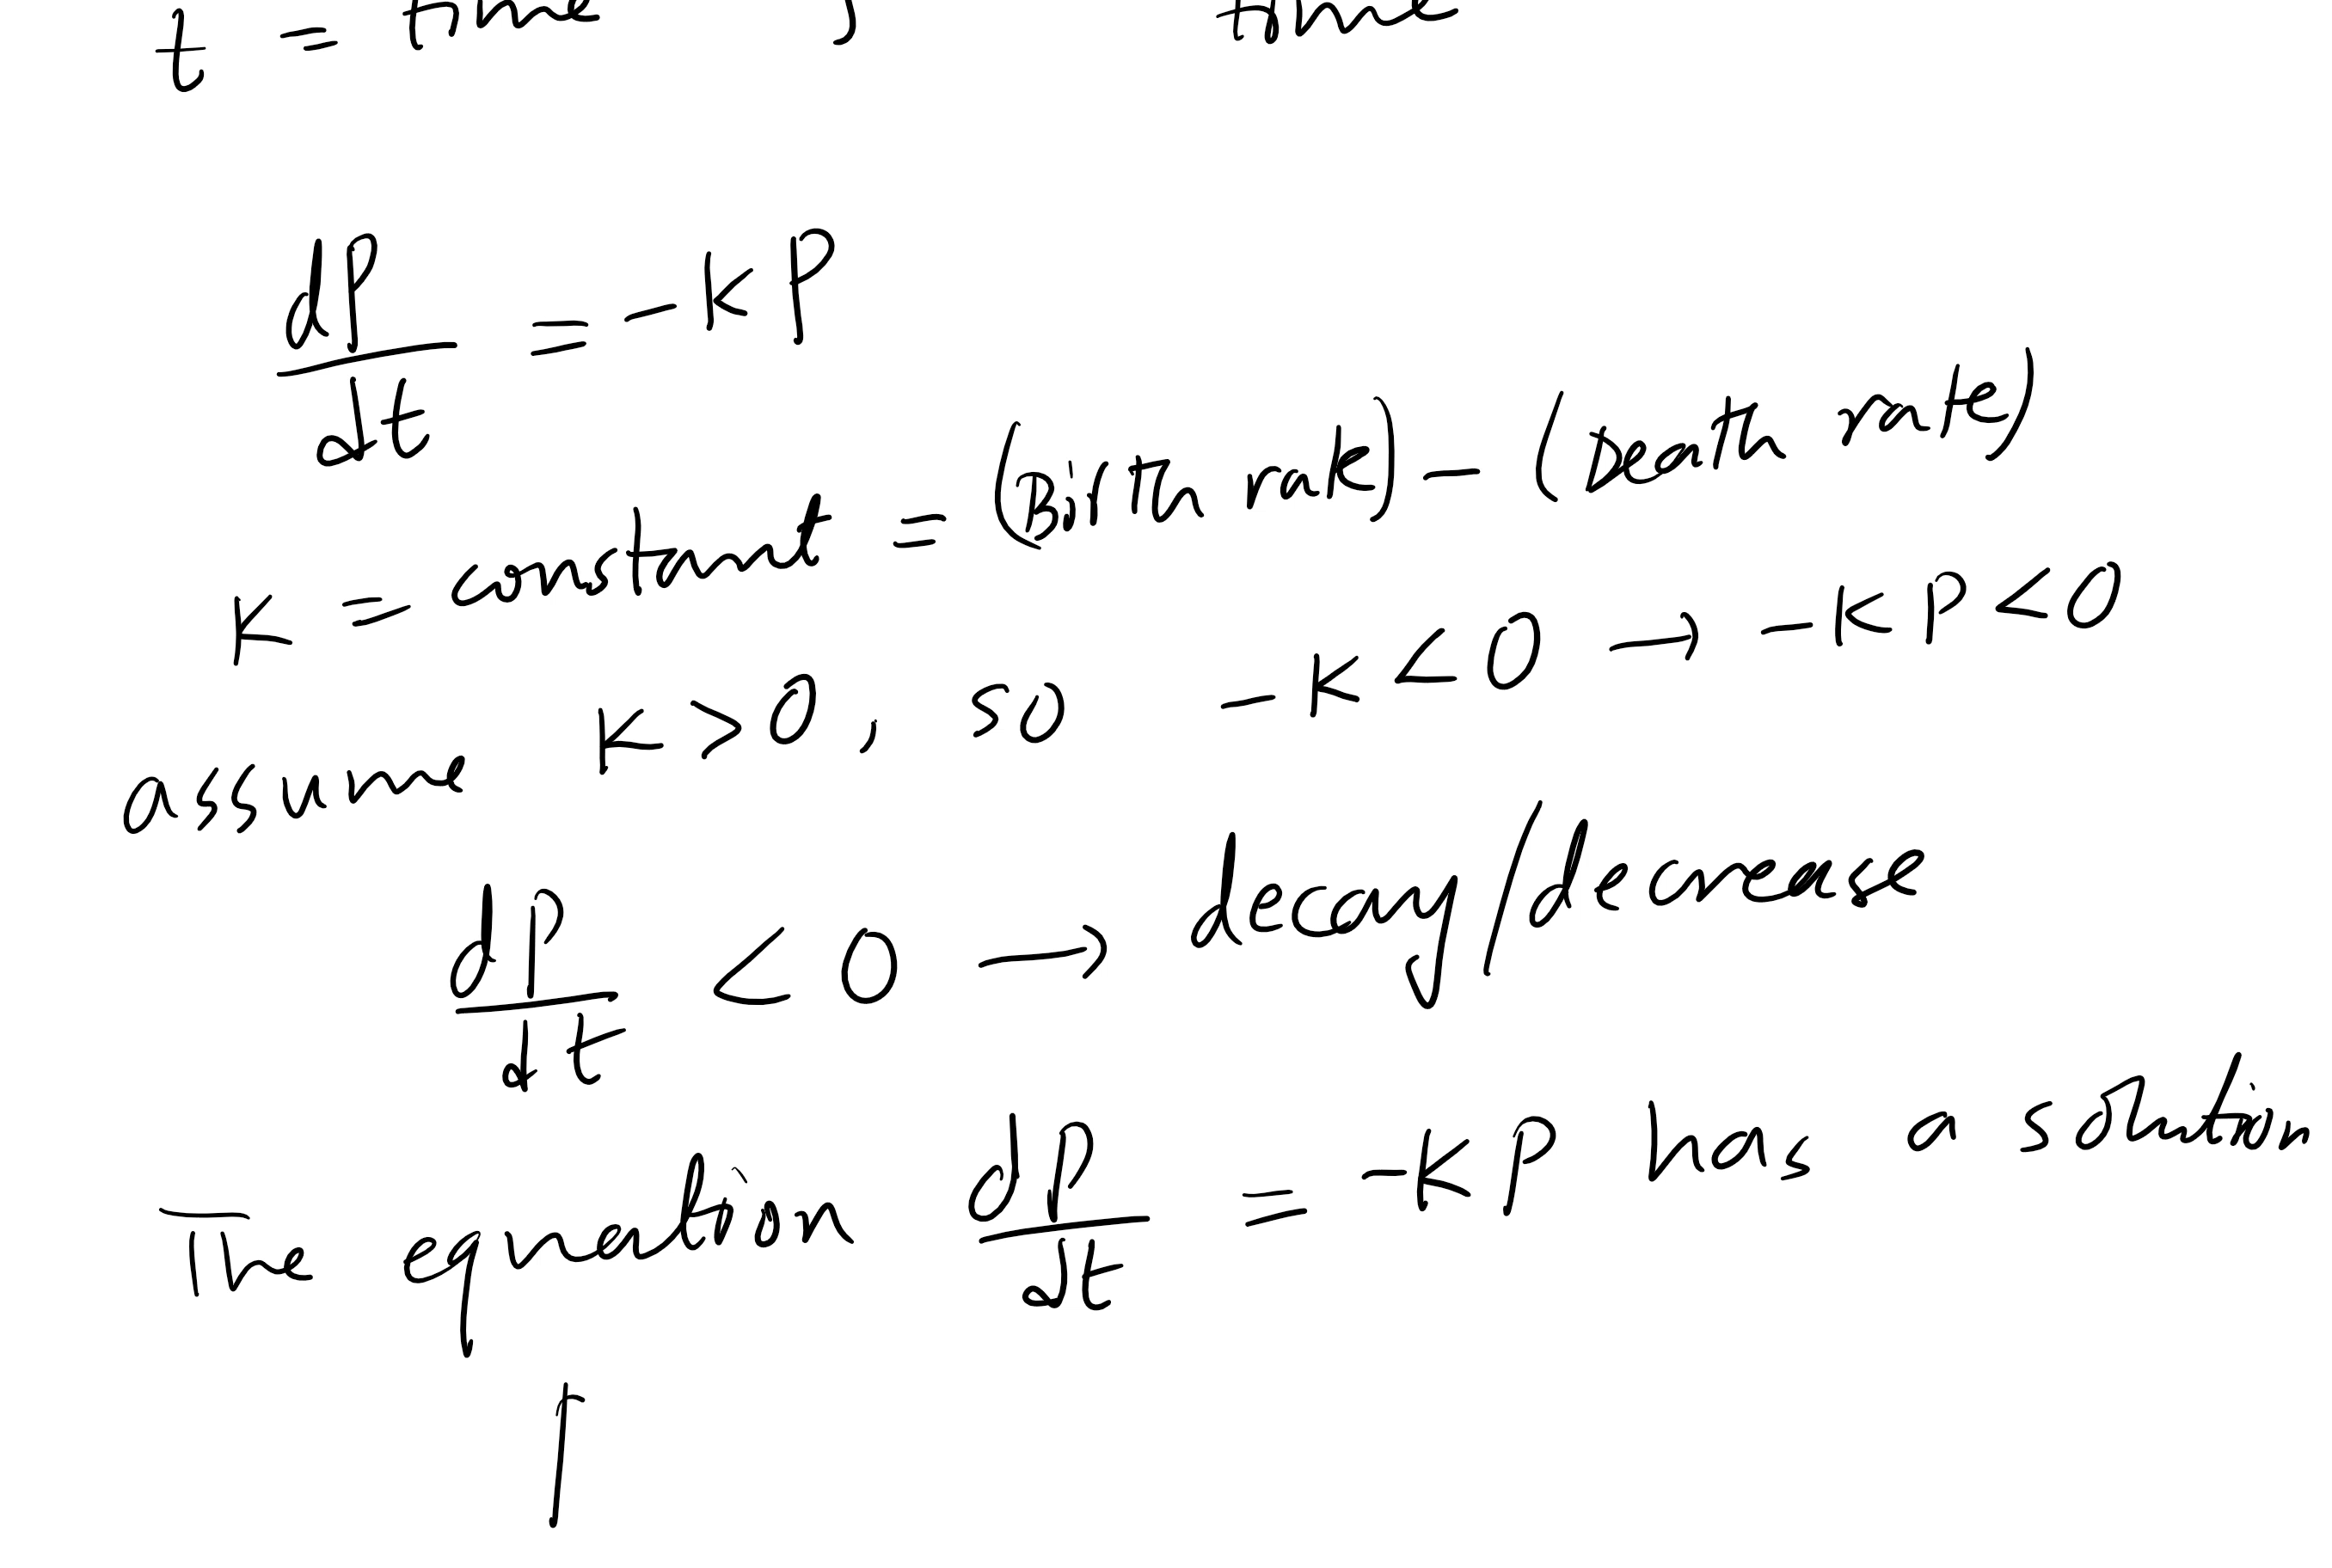 t = time time
dP/dt = -KP
K = constant = (Birth rate) - (Death rate)
assume K > 0, so -K < 0 → -KP < 0
dP/dt < 0 → decay/decrease
The equation dP/dt = -KP has a solution